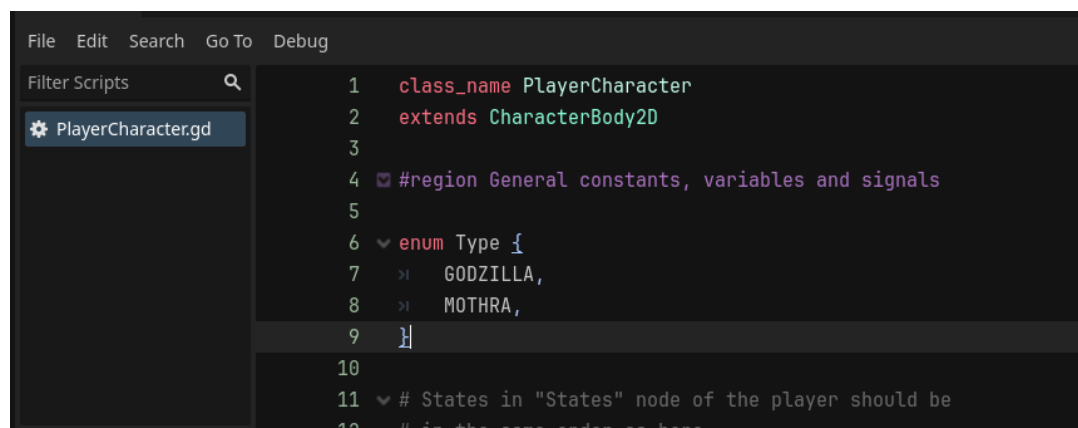 File Edit Search Go To Debug
Filter Scripts
PlayerCharacter.gd
1 class_name PlayerCharacter
2 extends CharacterBody2D
3
4 #region General constants, variables and signals
5
6 enum Type {
7 GODZILLA,
8 MOTHRA,
9 }
10
11 # States in "States" node of the player should be